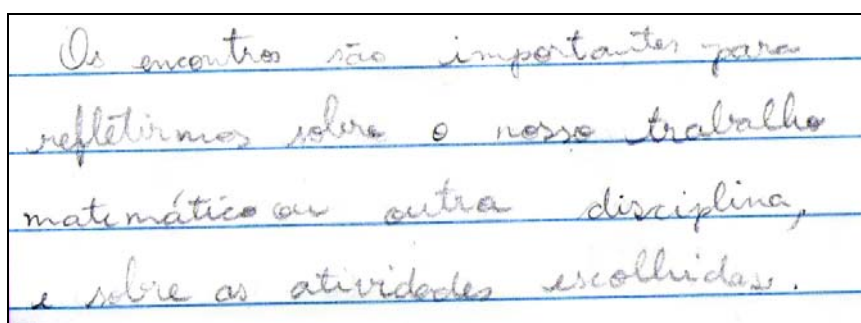 Os encontros são importantes para
refletirmos sobre o nosso trabalho
matemático ou outra disciplina,
e sobre as atividades escolhidas.